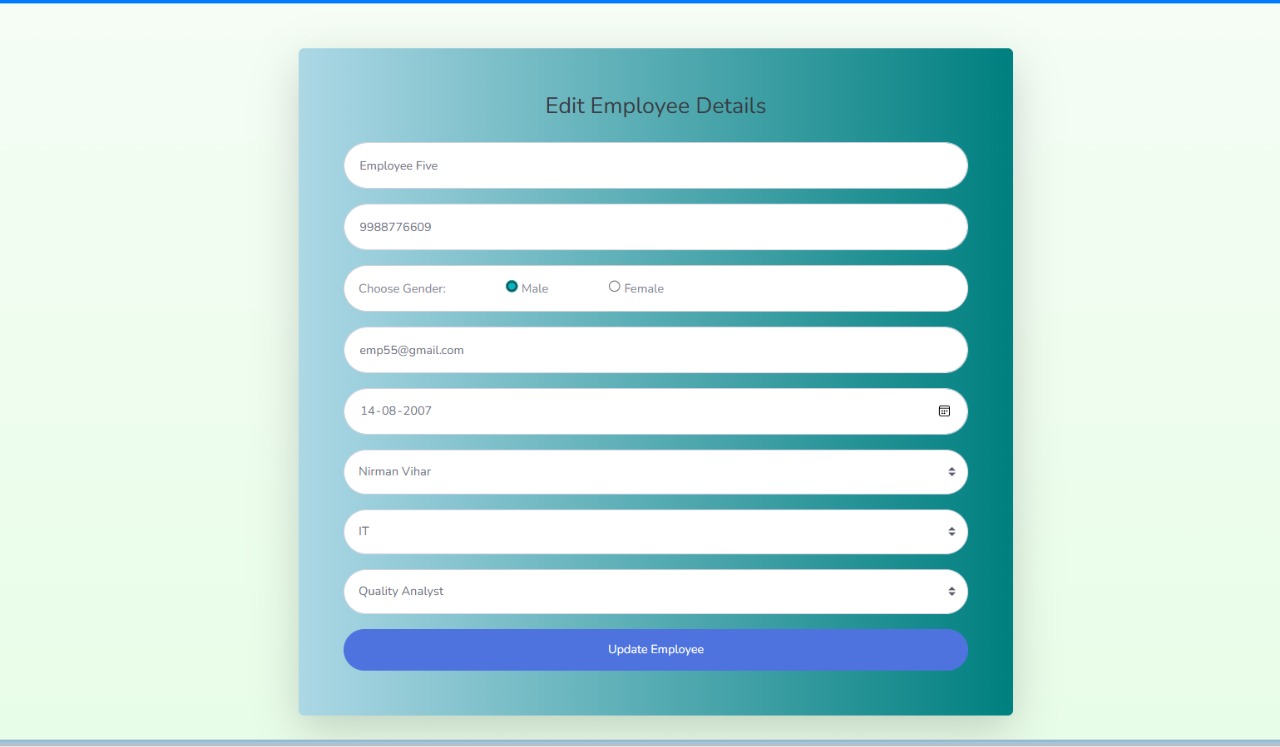 Edit Employee Details
Employee Five
9988776609
Choose Gender: Male Female
emp55@gmail.com
14-08-2007
Nirman Vihar
IT
Quality Analyst
Update Employee